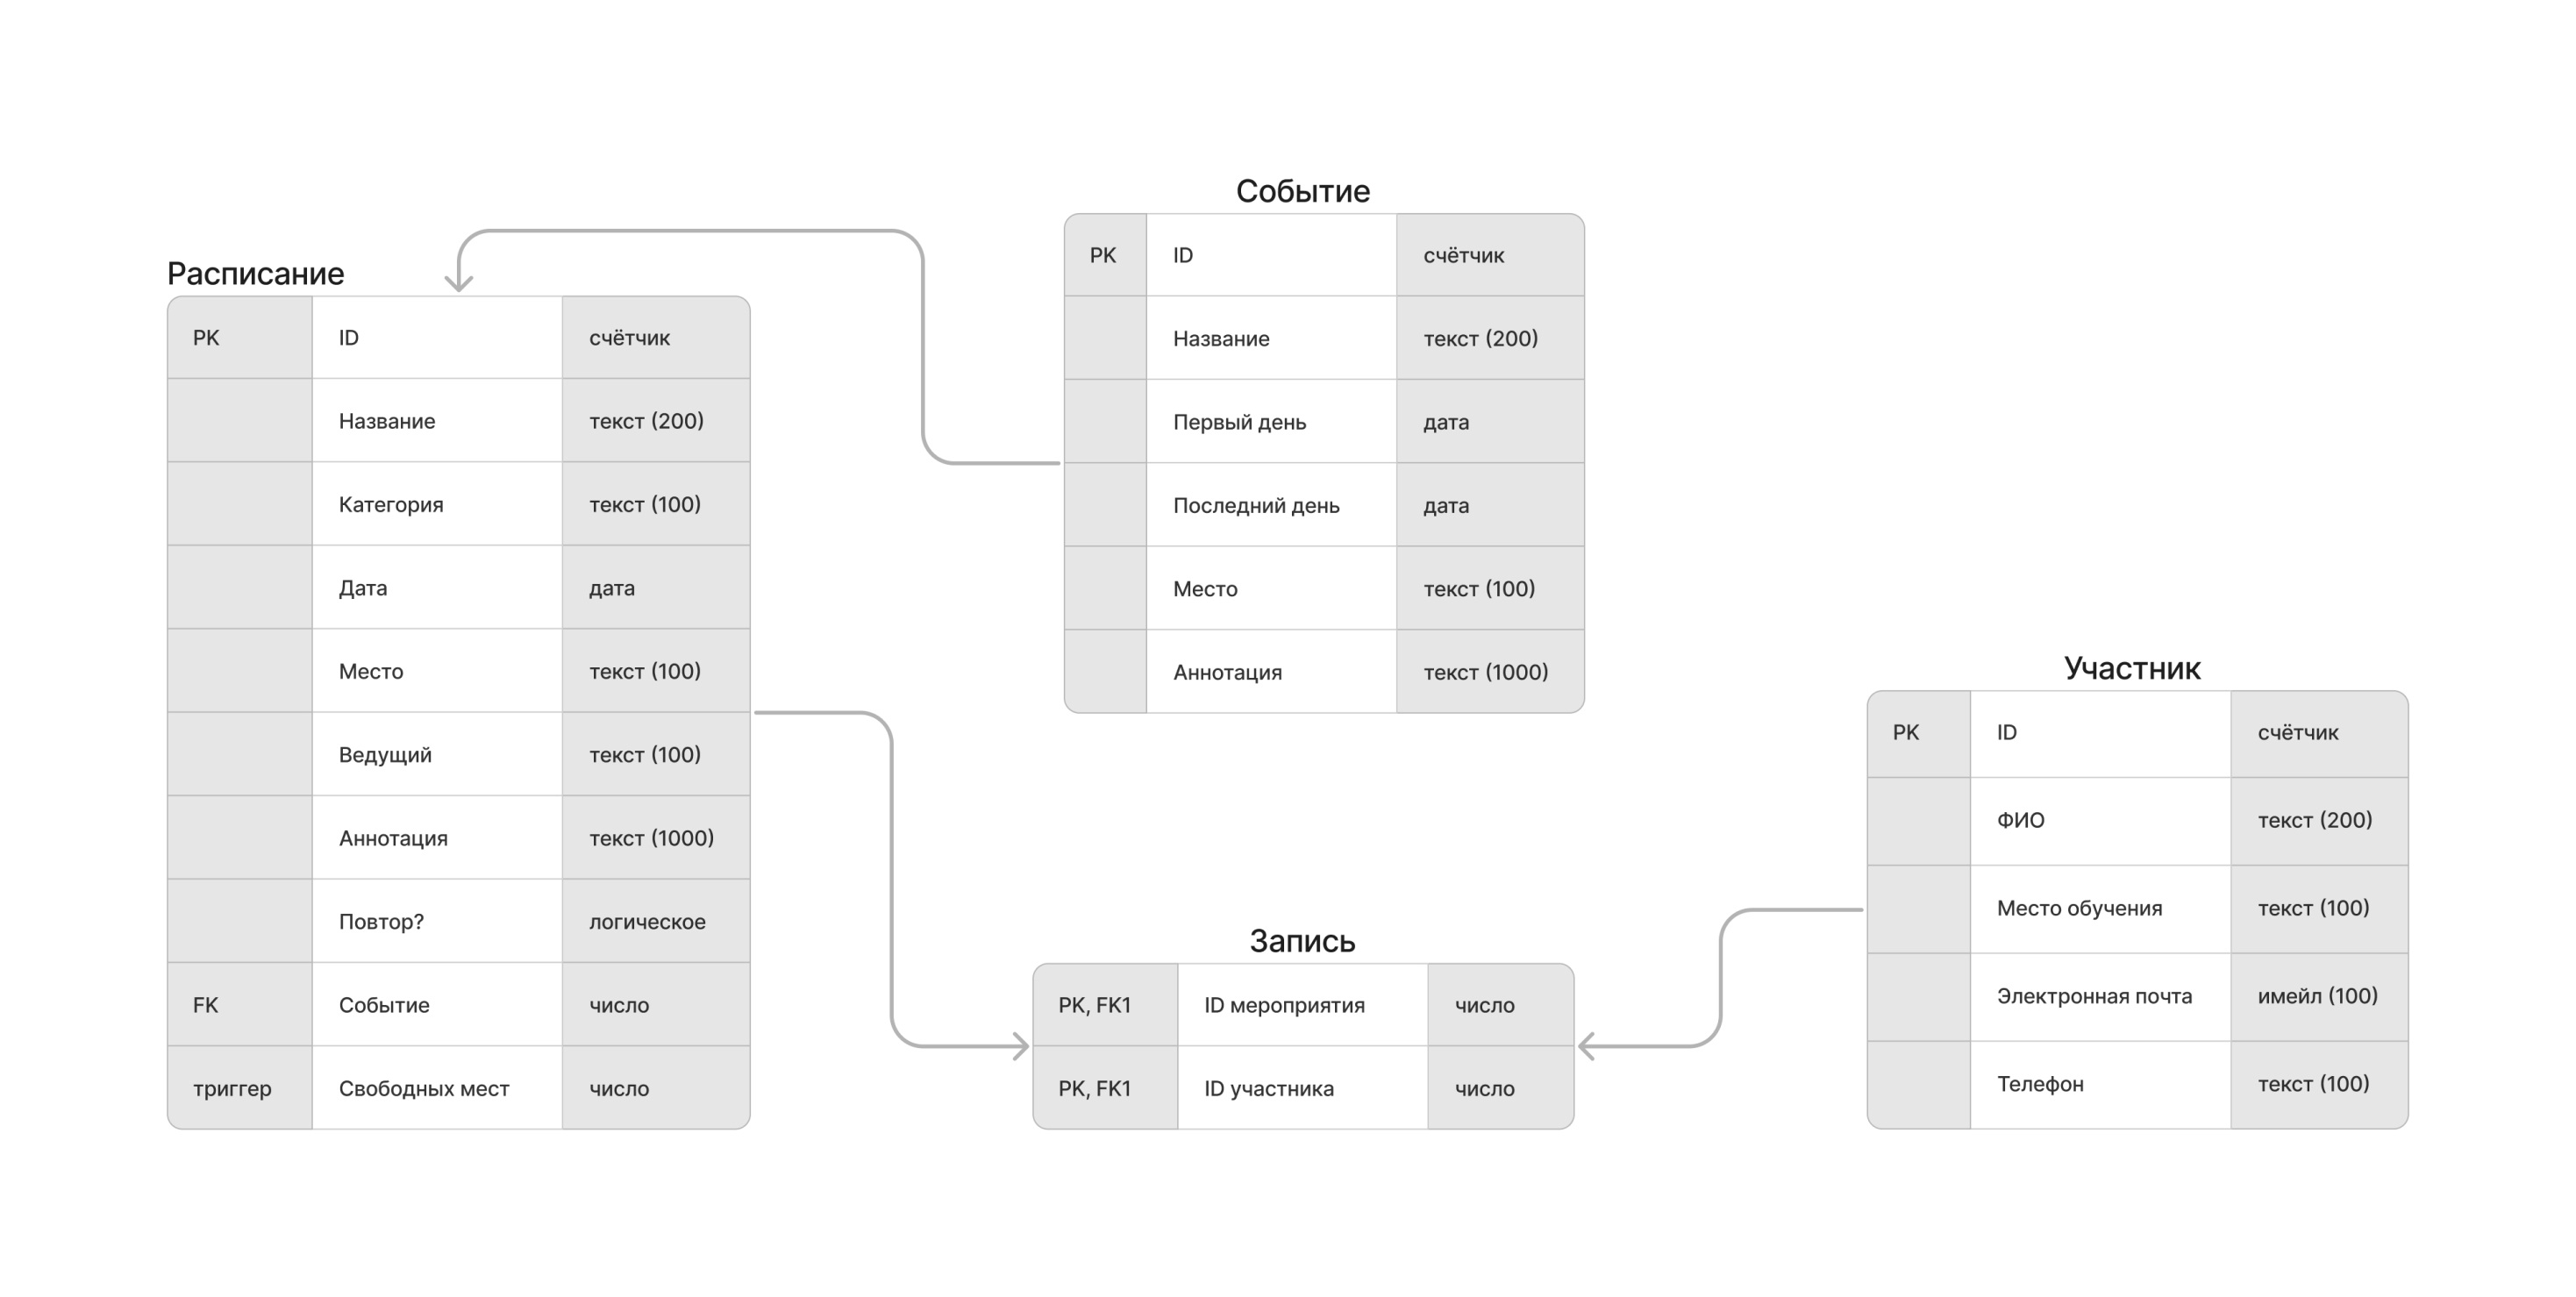 Расписание
PK ID счётчик
Название текст (200)
Категория текст (100)
Дата дата
Место текст (100)
Ведущий текст (100)
Аннотация текст (1000)
Повтор? логическое
FK Событие число
триггер Свободных мест число
Событие
PK ID счётчик
Название текст (200)
Первый день дата
Последний день дата
Место текст (100)
Аннотация текст (1000)
Запись
PK, FK1 ID мероприятия число
PK, FK1 ID участника число
Участник
PK ID счётчик
ФИО текст (200)
Место обучения текст (100)
Электронная почта имейл (100)
Телефон текст (100)